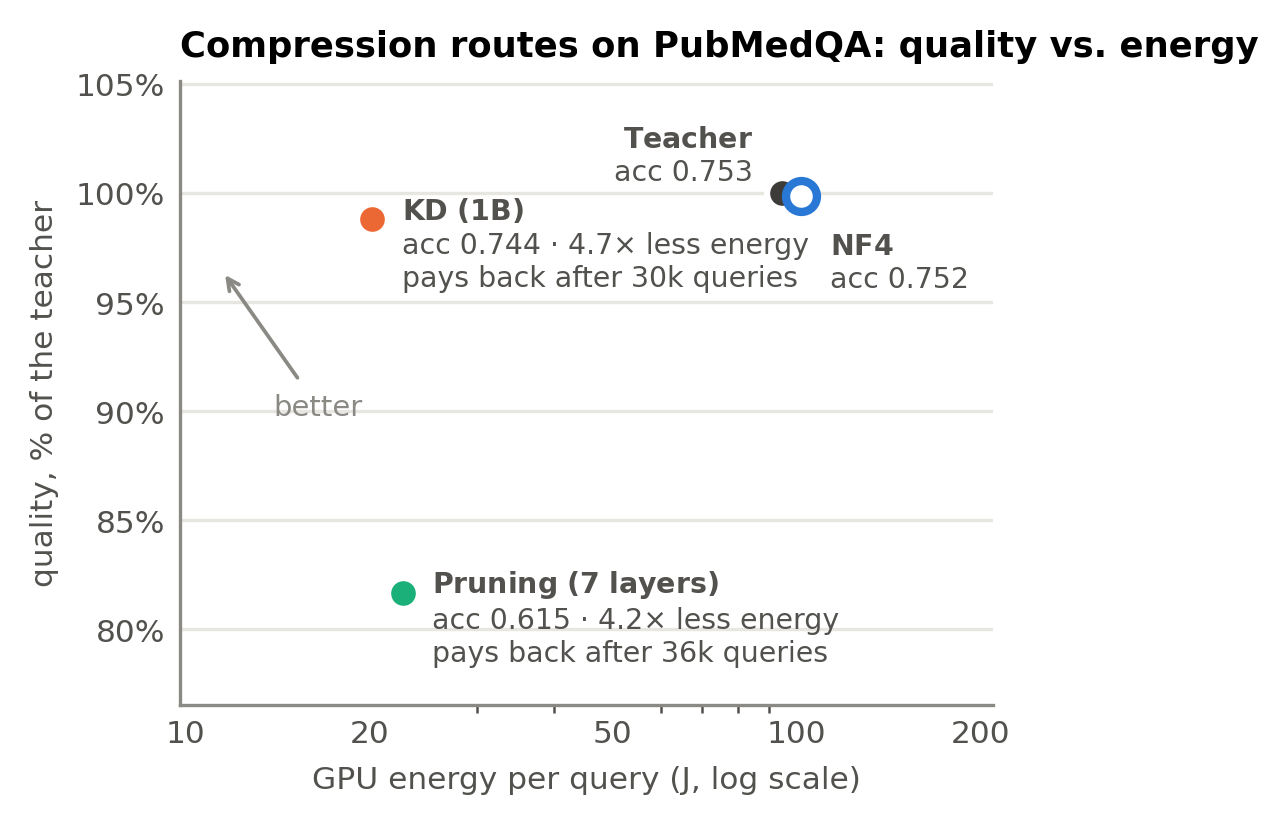 Compression routes on PubMedQA: quality vs. energy
105%
100%
95%
90%
85%
80%
quality, % of the teacher
Teacher
acc 0.753
KD (1B)
acc 0.744 · 4.7× less energy
pays back after 30k queries
NF4
acc 0.752
better
Pruning (7 layers)
acc 0.615 · 4.2× less energy
pays back after 36k queries
10 20 50 100 200
GPU energy per query (J, log scale)